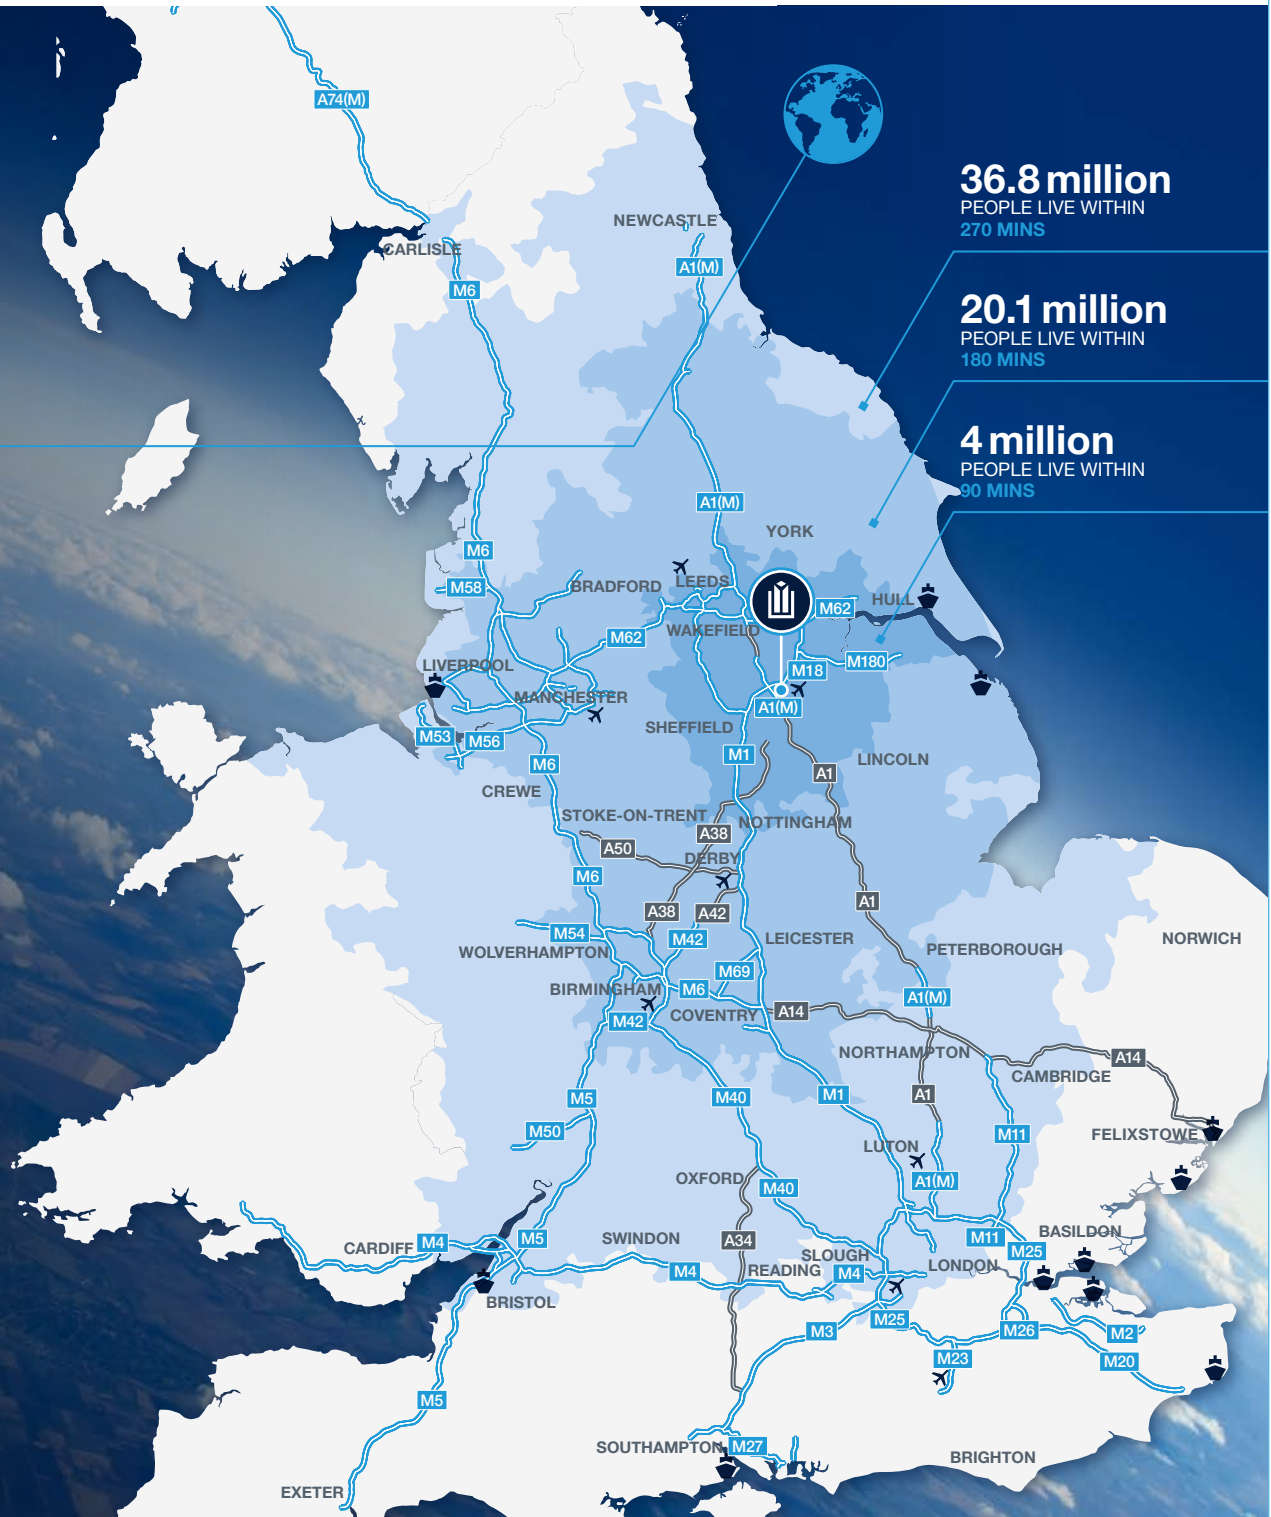 A74(M)
36.8 million
PEOPLE LIVE WITHIN
270 MINS
NEWCASTLE
CARLISLE
A1(M)
M6
20.1 million
PEOPLE LIVE WITHIN
180 MINS
4 million
PEOPLE LIVE WITHIN
90 MINS
A1(M)
YORK
M6
BRADFORD
LEEDS
M58
HULL
M62
WAKEFIELD
M62
LIVERPOOL
M180
M18
MANCHESTER
A1(M)
SHEFFIELD
M53
M56
M1
LINCOLN
M6
A1
CREWE
STOKE-ON-TRENT
NOTTINGHAM
A38
A50
DERBY
M6
A1
A38
A42
M54
M42
LEICESTER
NORWICH
PETERBOROUGH
WOLVERHAMPTON
M69
BIRMINGHAM
M6
A1(M)
A14
COVENTRY
M42
NORTHAMPTON
A14
CAMBRIDGE
M5
M40
M1
A1
M50
M11
FELIXSTOWE
LUTON
OXFORD
A1(M)
M40
BASILDON
M5
SWINDON
A34
M11
CARDIFF
M4
M25
SLOUGH
LONDON
M4
READING
M4
BRISTOL
M25
M3
M26
M2
M23
M20
M5
SOUTHAMPTON
M27
BRIGHTON
EXETER